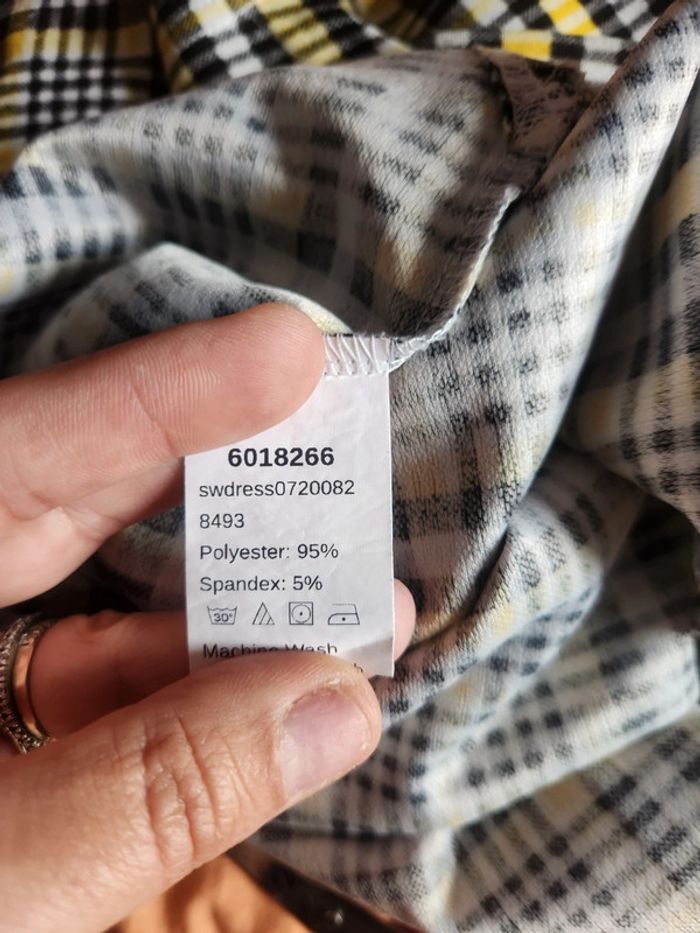 6018266
swdress0720082
8493
Polyester: 95%
Spandex: 5%
30°
Machine Wash